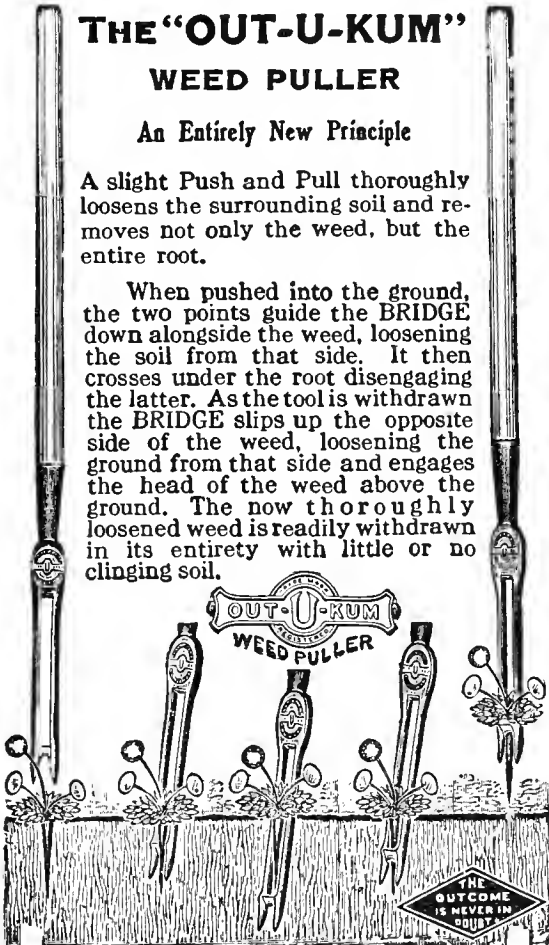 THE "OUT-U-KUM"
WEED PULLER
An Entirely New Principle
A slight Push and Pull thoroughly
loosens the surrounding soil and re-
moves not only the weed, but the
entire root.
When pushed into the ground,
the two points guide the BRIDGE
down alongside the weed, loosening
the soil from that side. It then
crosses under the root disengaging
the latter. As the tool is withdrawn
the BRIDGE slips up the opposite
side of the weed, loosening the
ground from that side and engages
the head of the weed above the
ground. The now thoroughly
loosened weed is readily withdrawn
in its entirety with little or no
clinging soil.
TRADE MARK
OUT-U-KUM
REGISTERED
WEED PULLER
THE
OUTCOME
IS NEVER IN
DOUBT